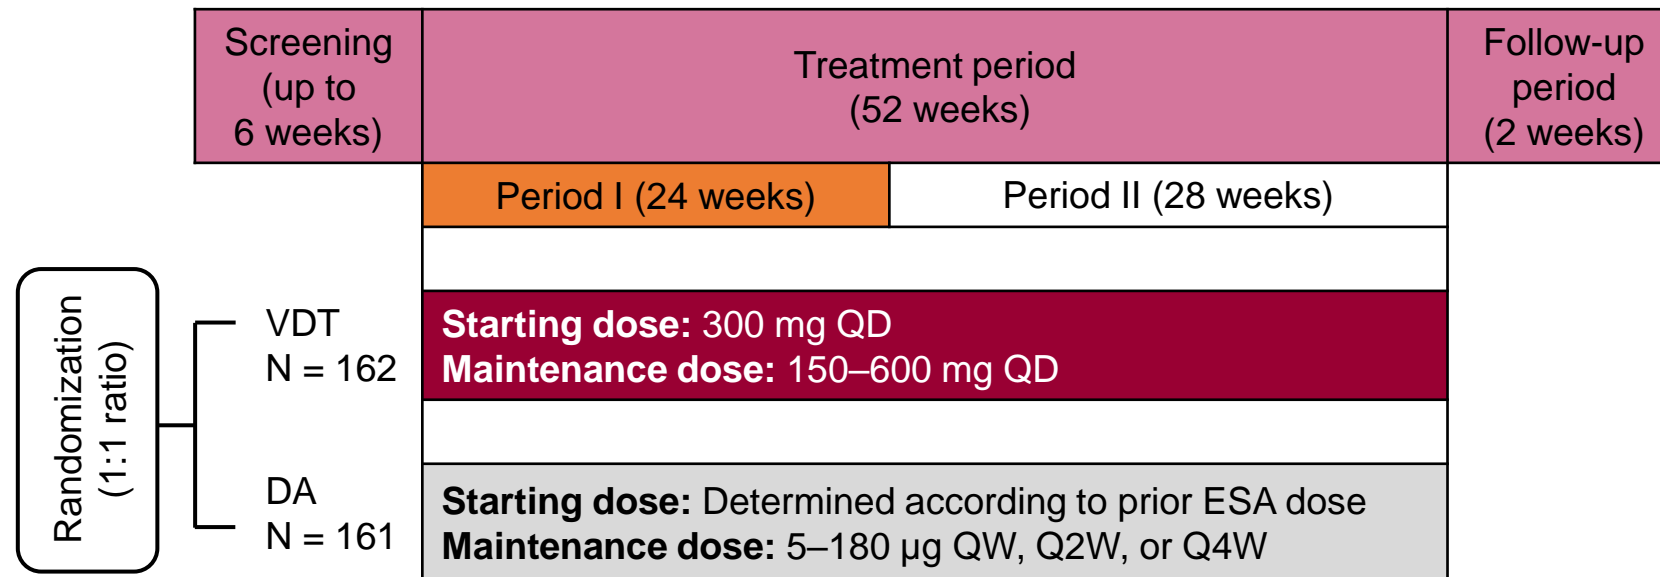 Screening
(up to
6 weeks)
Treatment period
(52 weeks)
Follow-up
period
(2 weeks)
Period I (24 weeks)
Period II (28 weeks)
Randomization
(1:1 ratio)
VDT
N = 162
Starting dose: 300 mg QD
Maintenance dose: 150–600 mg QD
DA
N = 161
Starting dose: Determined according to prior ESA dose
Maintenance dose: 5–180 µg QW, Q2W, or Q4W